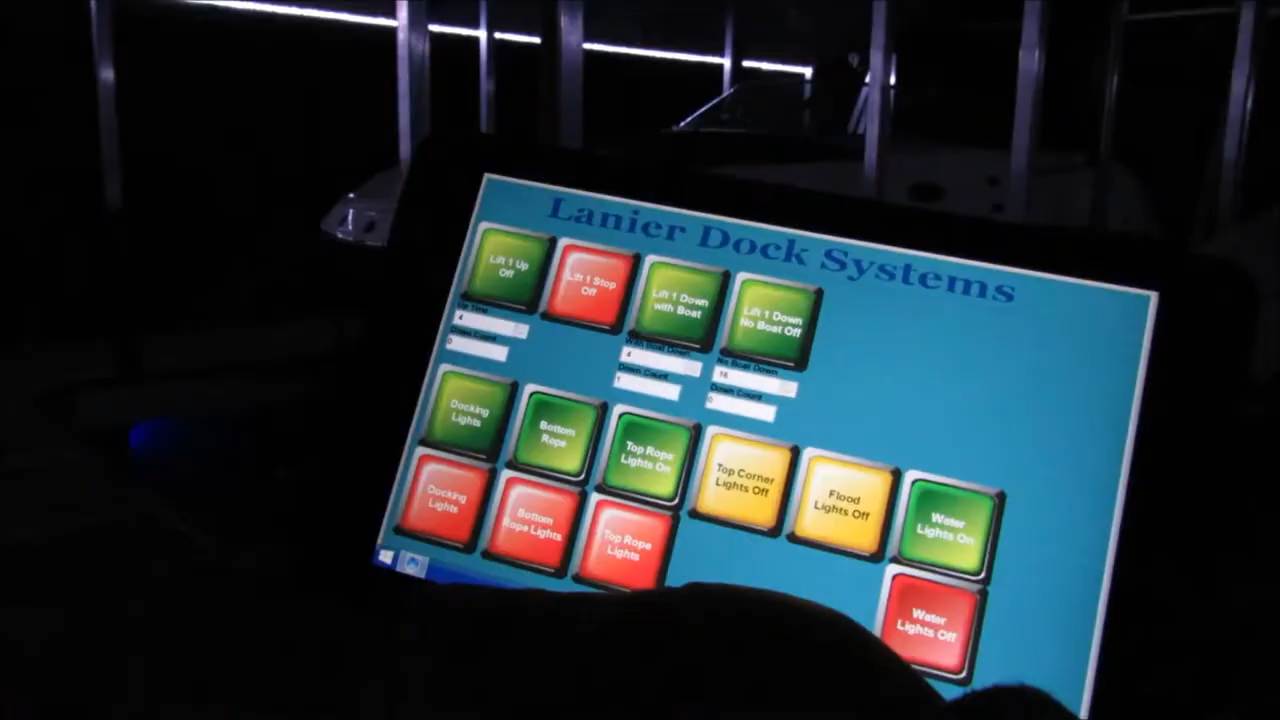 Lanier Dock Systems
Lift 1 Up
Off
Lift 1 Stop
Off
Lift 1 Down
with Boat
Lift 1 Down
No Boat Off
Up Time
4
Down Count
0
With Boat Down
4
Down Count
1
No Boat Down
16
Down Count
0
Docking
Lights
Bottom
Rope
Top Rope
Lights On
Top Corner
Lights Off
Flood
Lights Off
Water
Lights On
Docking
Lights
Bottom
Rope Lights
Top Rope
Lights
Water
Lights Off